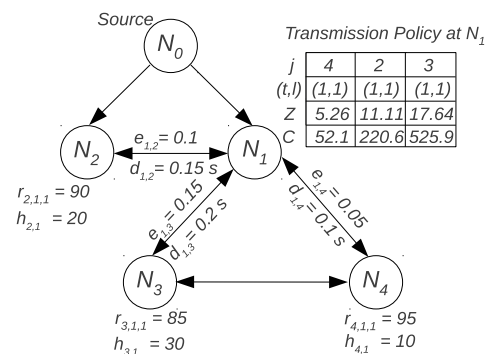 Source
N0
Transmission Policy at N1
j 4 2 3
(t,l) (1,1) (1,1) (1,1)
Z 5.26 11.11 17.64
C 52.1 220.6 525.9
N2
e1,2= 0.1
d1,2= 0.15 s
N1
r2,1,1 = 90
h2,1 = 20
e1,3= 0.15
d1,3= 0.2 s
e1,4= 0.05
d1,4= 0.1 s
N3
N4
r3,1,1 = 85
h3,1 = 30
r4,1,1 = 95
h4,1 = 10